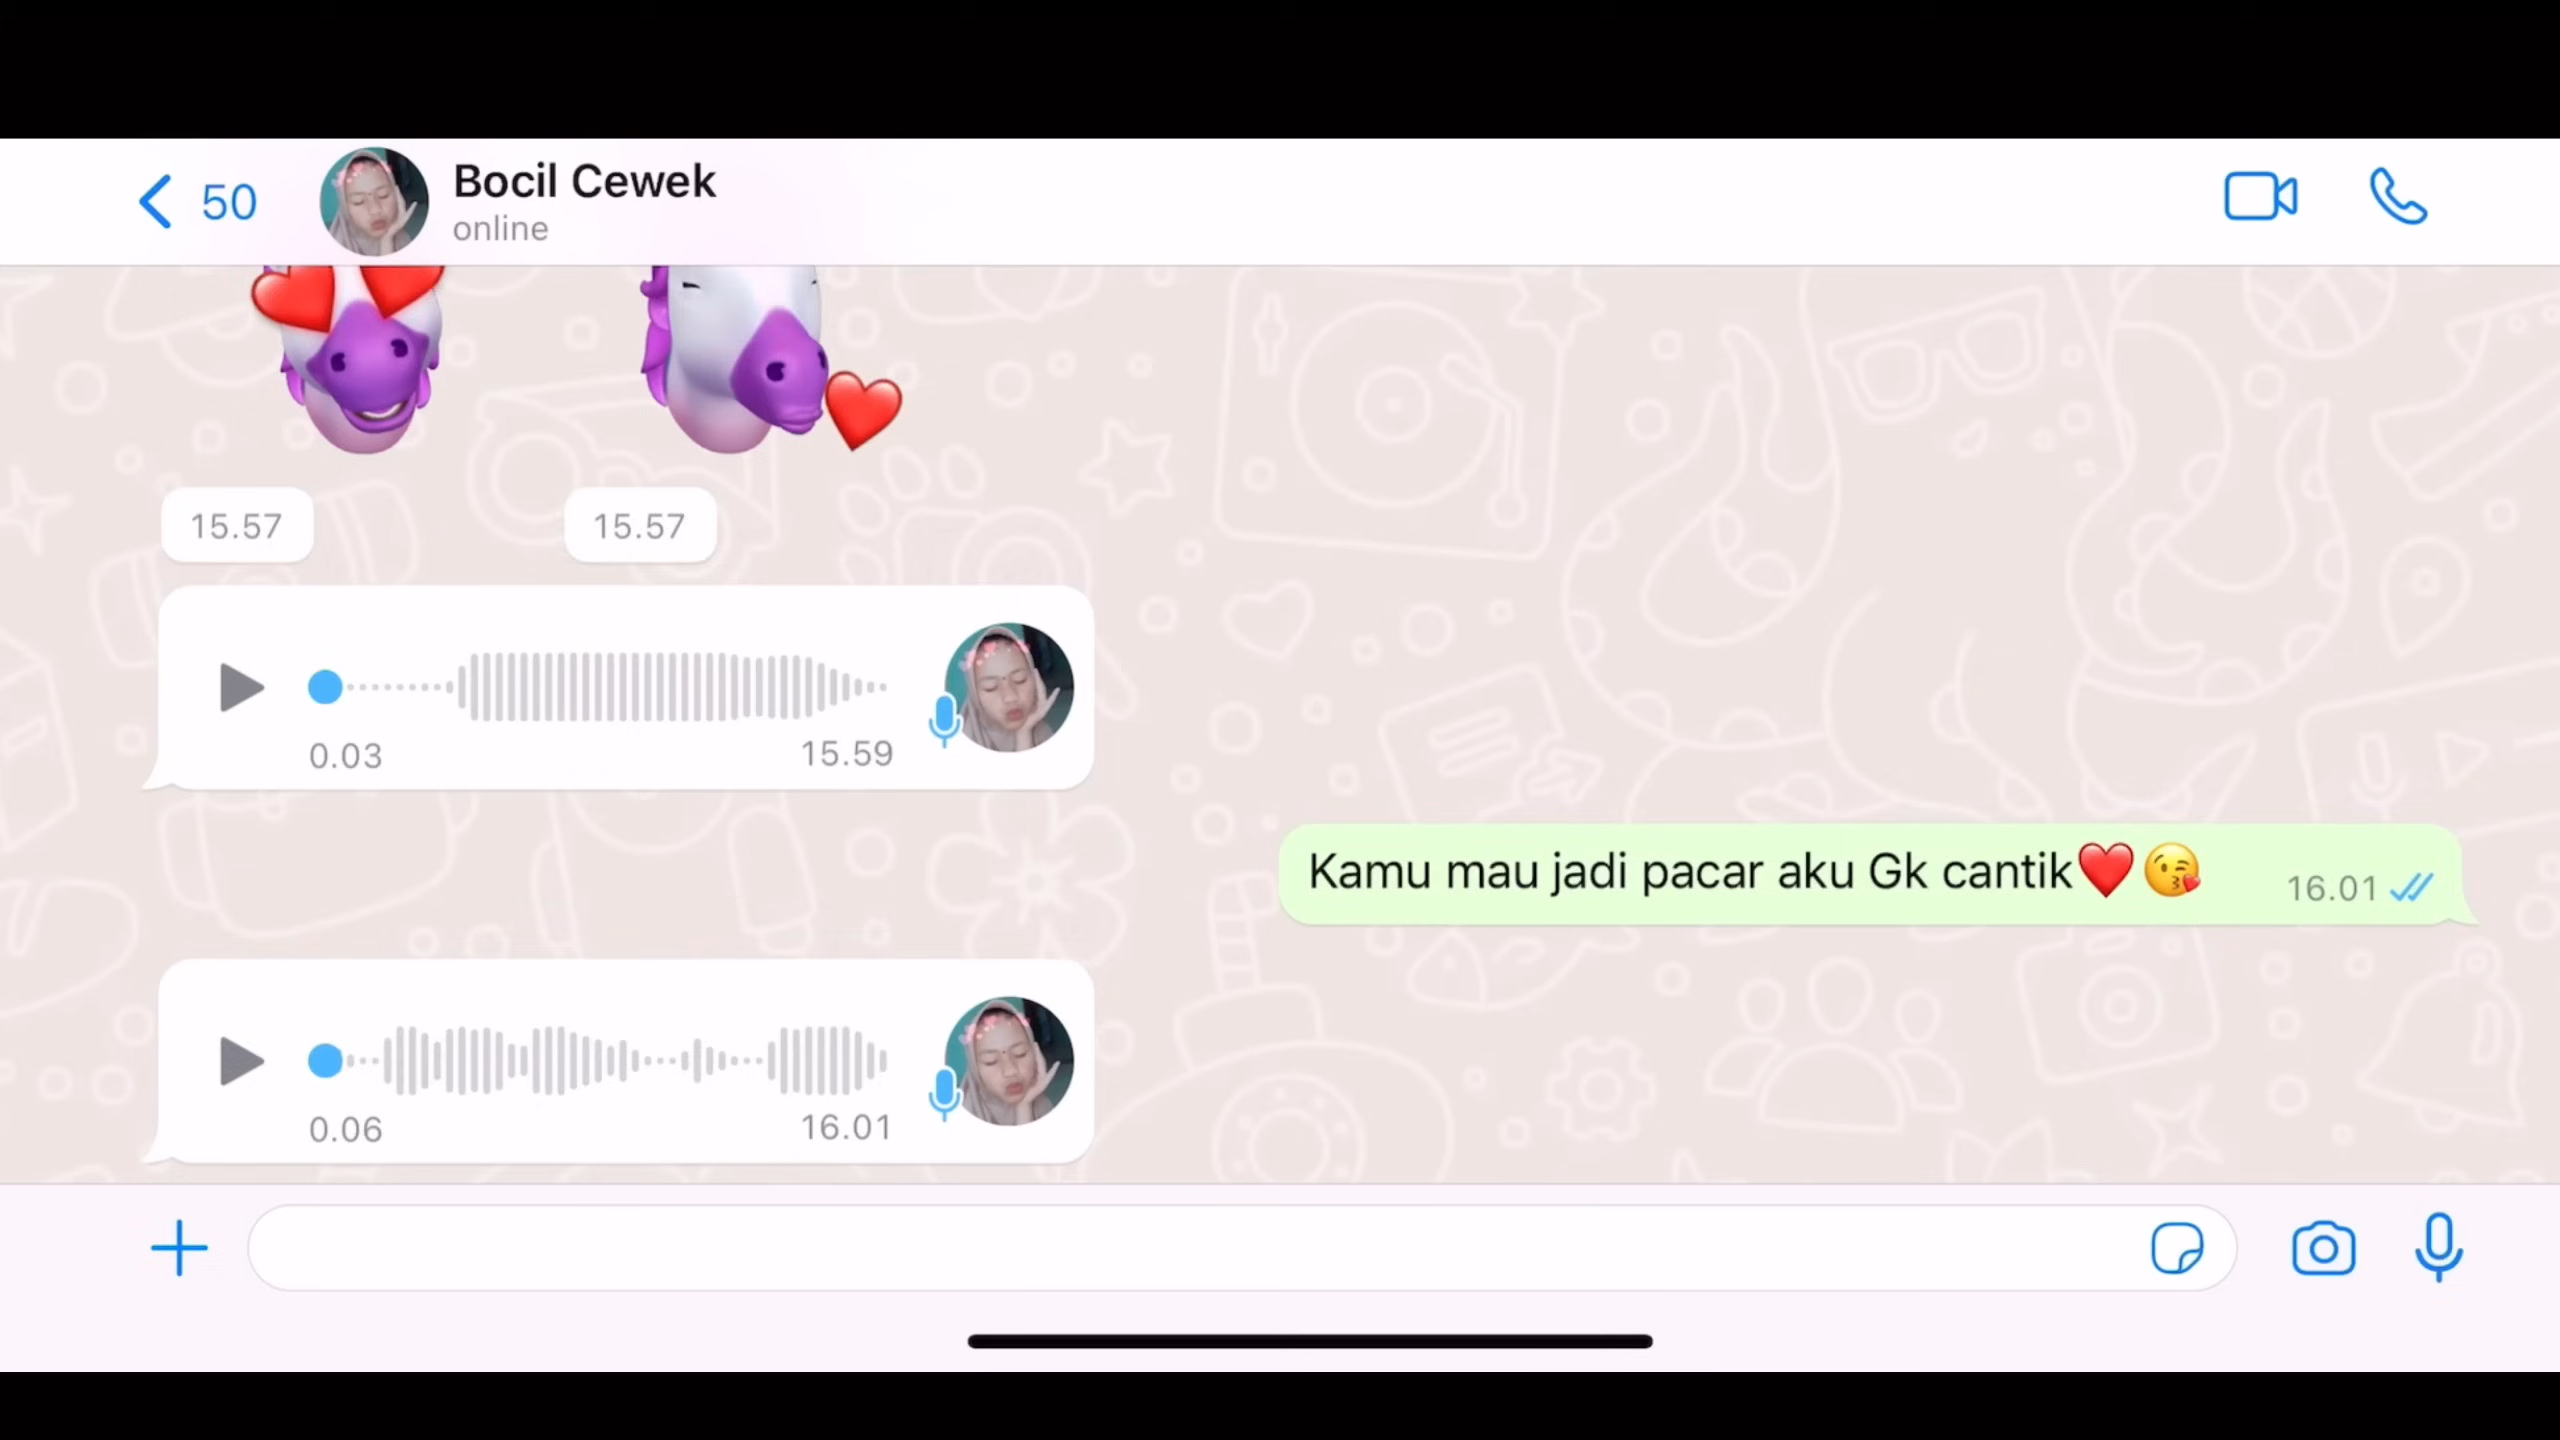 50
Bocil Cewek
online
15.57
15.57
0.03
15.59
Kamu mau jadi pacar aku Gk cantik❤️😘
16.01
0.06
16.01